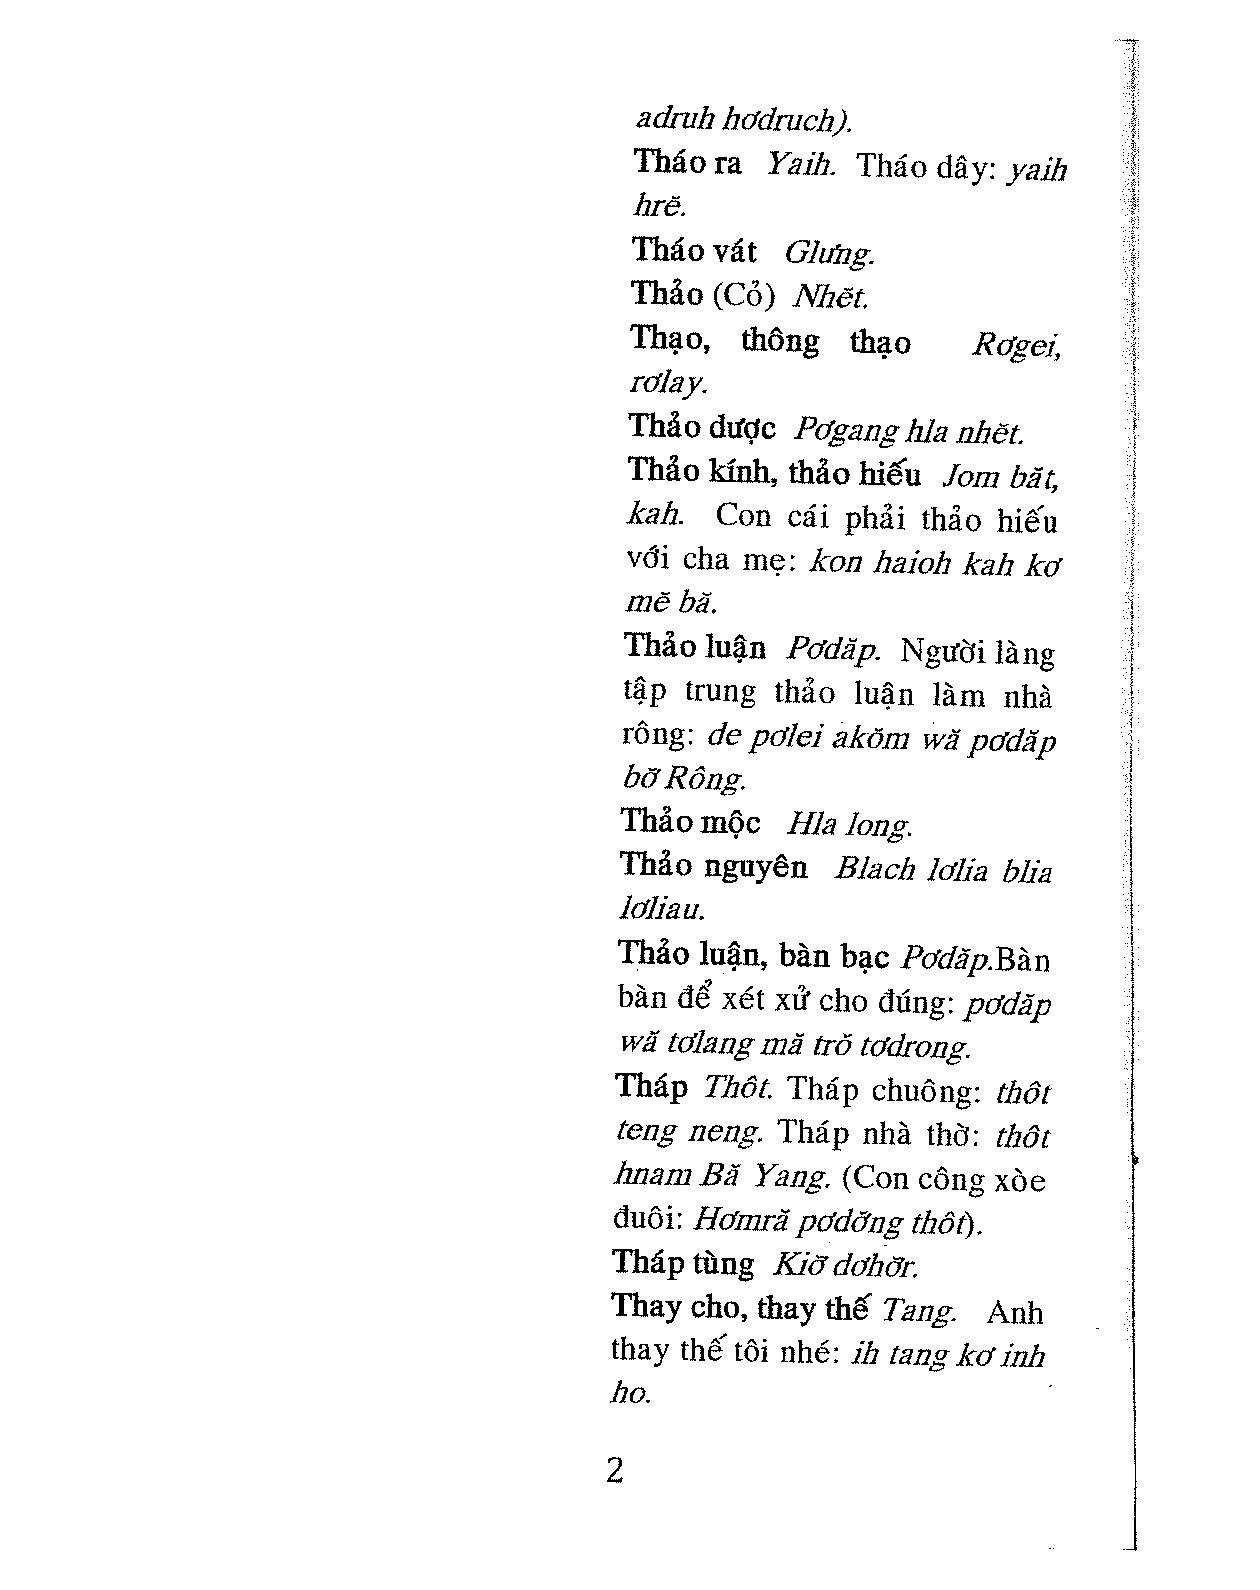 adruh hơdruch).
Tháo ra Yaih. Tháo dây: yaih
hrĕ.
Tháo vát Glưng.
Thảo (Cỏ) Nhĕt.
Thạo, thông thạo Rơgei,
rơlay.
Thảo dược Pơgang hla nhĕt.
Thảo kính, thảo hiếu Jom băt,
kah. Con cái phải thảo hiếu
với cha mẹ: kon haioh kah kơ
mĕ bă.
Thảo luận Pơdăp. Người làng
tập trung thảo luận làm nhà
rông: de pơlei akŏm wă pơdăp
bơ̆ Rông.
Thảo mộc Hla long.
Thảo nguyên Blach lơlia blia
lơliau.
Thảo luận, bàn bạc Pơdăp.Bàn
bàn để xét xử cho đúng: pơdăp
wă tơlang mă trŏ tơdrong.
Tháp Thôt. Tháp chuông: thôt
teng neng. Tháp nhà thờ: thôt
hnam Bă Yang. (Con công xòe
đuôi: Hơmră pơdơ̆ng thôt).
Tháp tùng Kiơ̆ dơhơ̆r.
Thay cho, thay thế Tang. Anh
thay thế tôi nhé: ih tang kơ inh
ho.
2